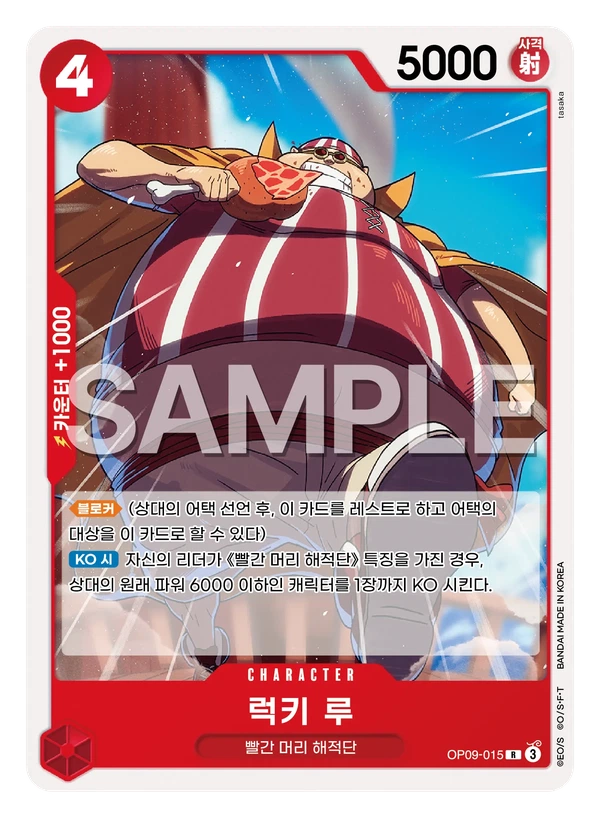 4
5000
사격
射
tasaka
⚡카운터 +1000
SAMPLE
블로커 (상대의 어택 선언 후, 이 카드를 레스트로 하고 어택의
대상을 이 카드로 할 수 있다)
KO 시 자신의 리더가 《빨간 머리 해적단》 특징을 가진 경우,
상대의 원래 파워 6000 이하인 캐릭터를 1장까지 KO 시킨다.
CHARACTER
럭키 루
빨간 머리 해적단
OP09-015 R 3
©EO/S ©O/S·F·T BANDAI MADE IN KOREA